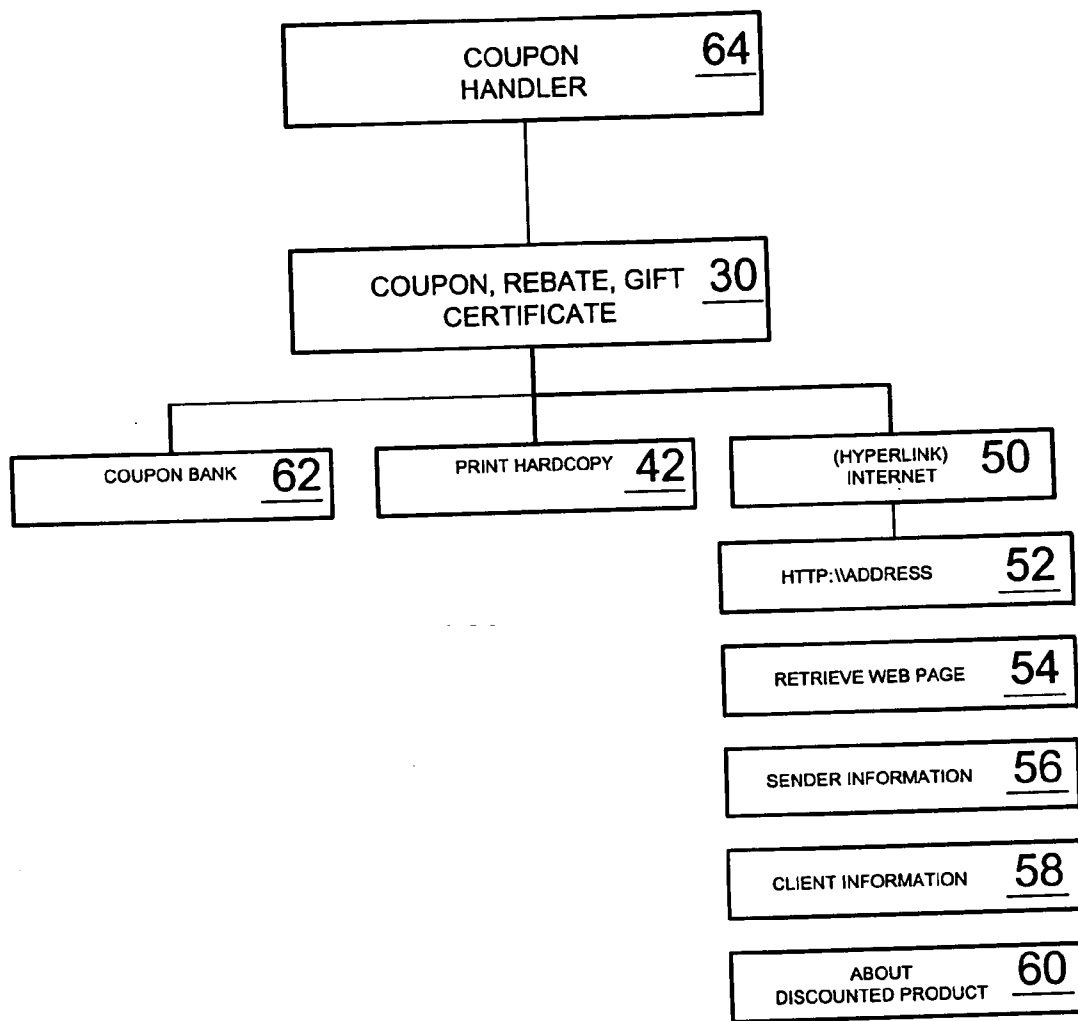 COUPON
HANDLER
64
COUPON, REBATE, GIFT
CERTIFICATE
30
COUPON BANK 62
PRINT HARDCOPY 42
(HYPERLINK)
INTERNET
50
HTTP:\\ADDRESS 52
RETRIEVE WEB PAGE 54
SENDER INFORMATION 56
CLIENT INFORMATION 58
ABOUT
DISCOUNTED PRODUCT
60